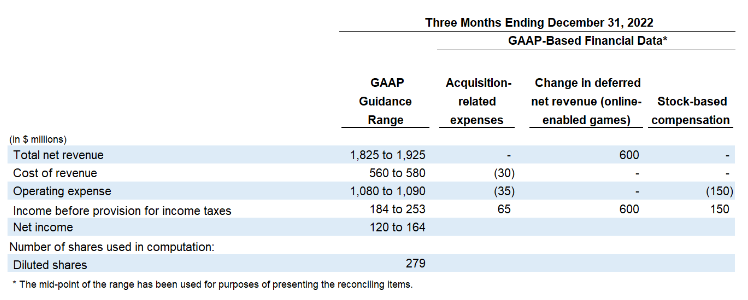 Three Months Ending December 31, 2022
GAAP-Based Financial Data*
GAAP Guidance Range
Acquisition-related expenses
Change in deferred net revenue (online-enabled games)
Stock-based compensation
(in $ millions)
Total net revenue 1,825 to 1,925 - 600 -
Cost of revenue 560 to 580 (30) - -
Operating expense 1,080 to 1,090 (35) - (150)
Income before provision for income taxes 184 to 253 65 600 150
Net income 120 to 164
Number of shares used in computation:
Diluted shares 279
* The mid-point of the range has been used for purposes of presenting the reconciling items.